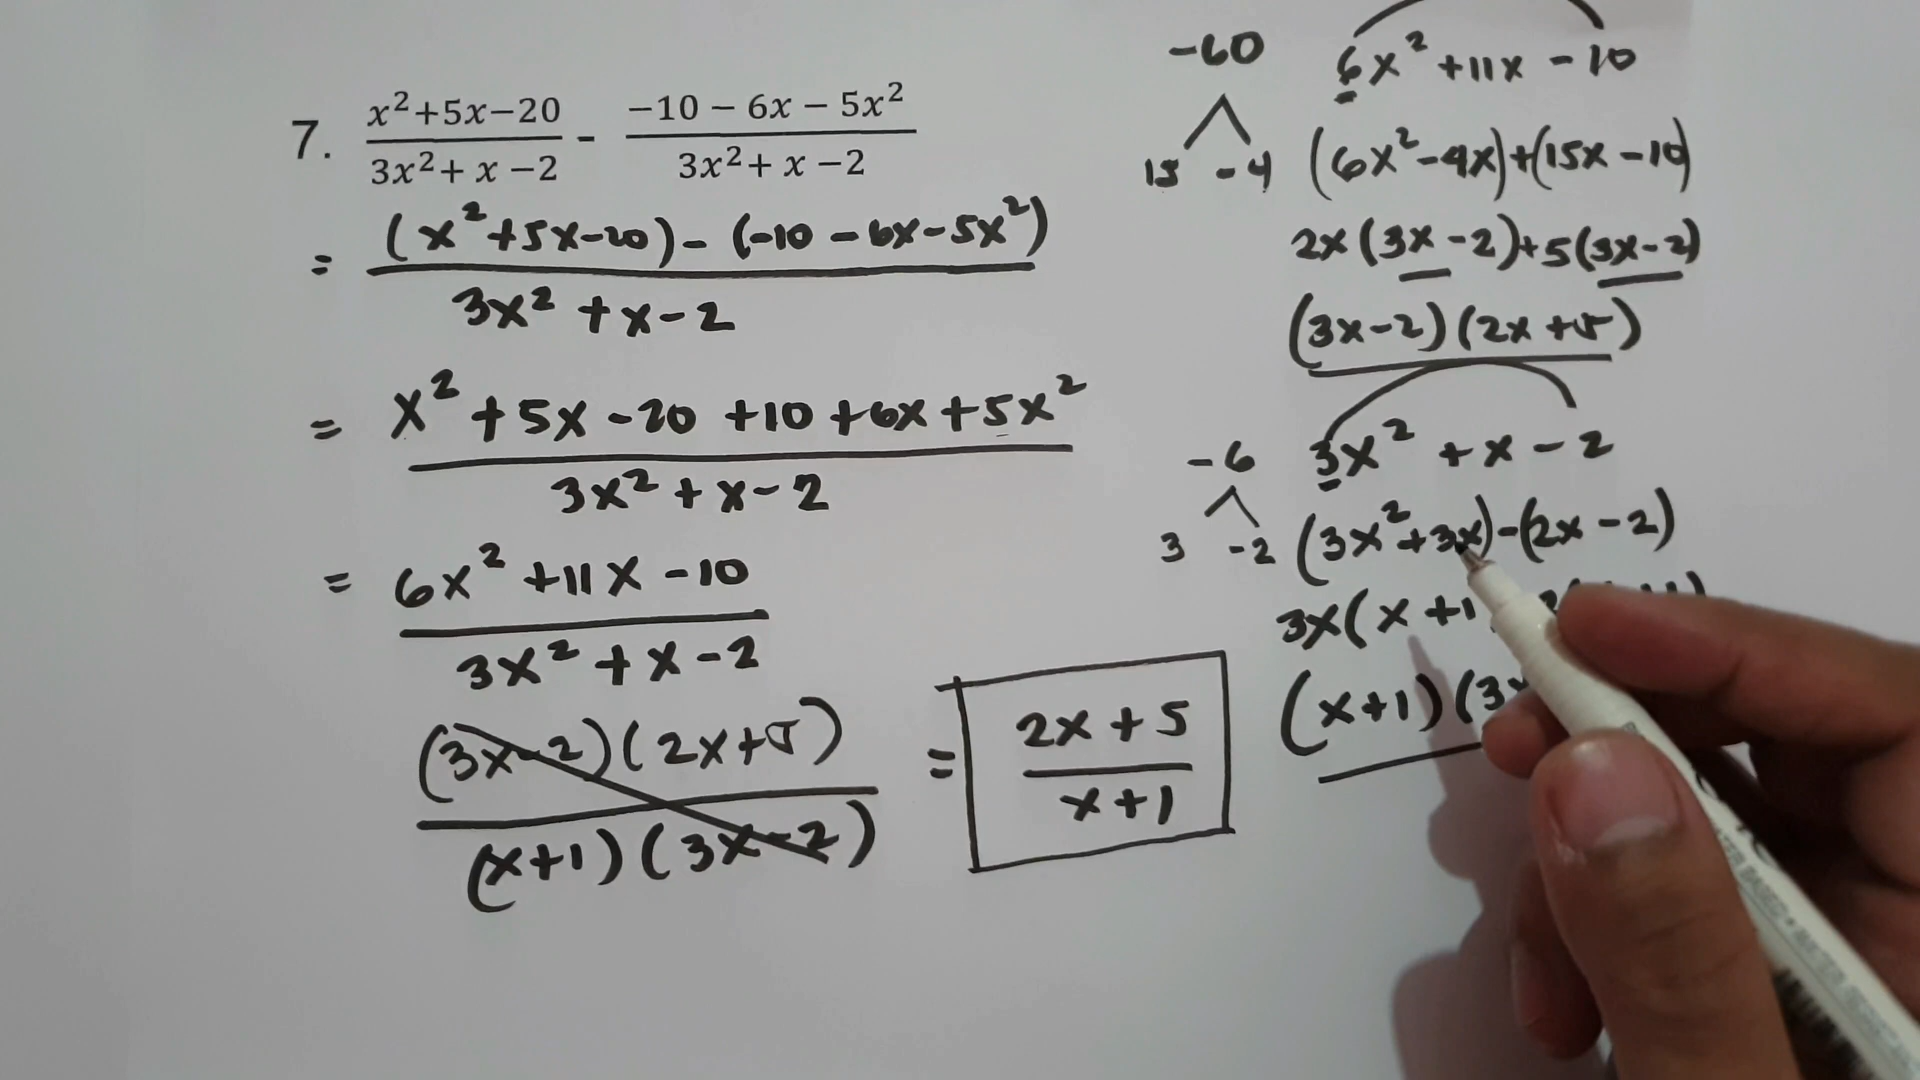 7. x²+5x−20 / 3x²+ x −2 - −10 − 6x − 5x² / 3x²+ x −2
= (x²+5x-20) - (-10 - 6x - 5x²) / 3x² + x - 2
= x² + 5x - 20 + 10 + 6x + 5x² / 3x² + x - 2
= 6x² + 11x - 10 / 3x² + x - 2
(3x-2)(2x+5) / (x+1)(3x-2) = 2x + 5 / x + 1
-60 6x² + 11x - 10
15 -4 (6x² - 4x) + (15x - 10)
2x(3x - 2) + 5(3x - 2)
(3x-2)(2x+5)
-6 3x² + x - 2
3 -2 (3x² + 3x) - (2x - 2)
3x(x + 1
(x+1)(3x